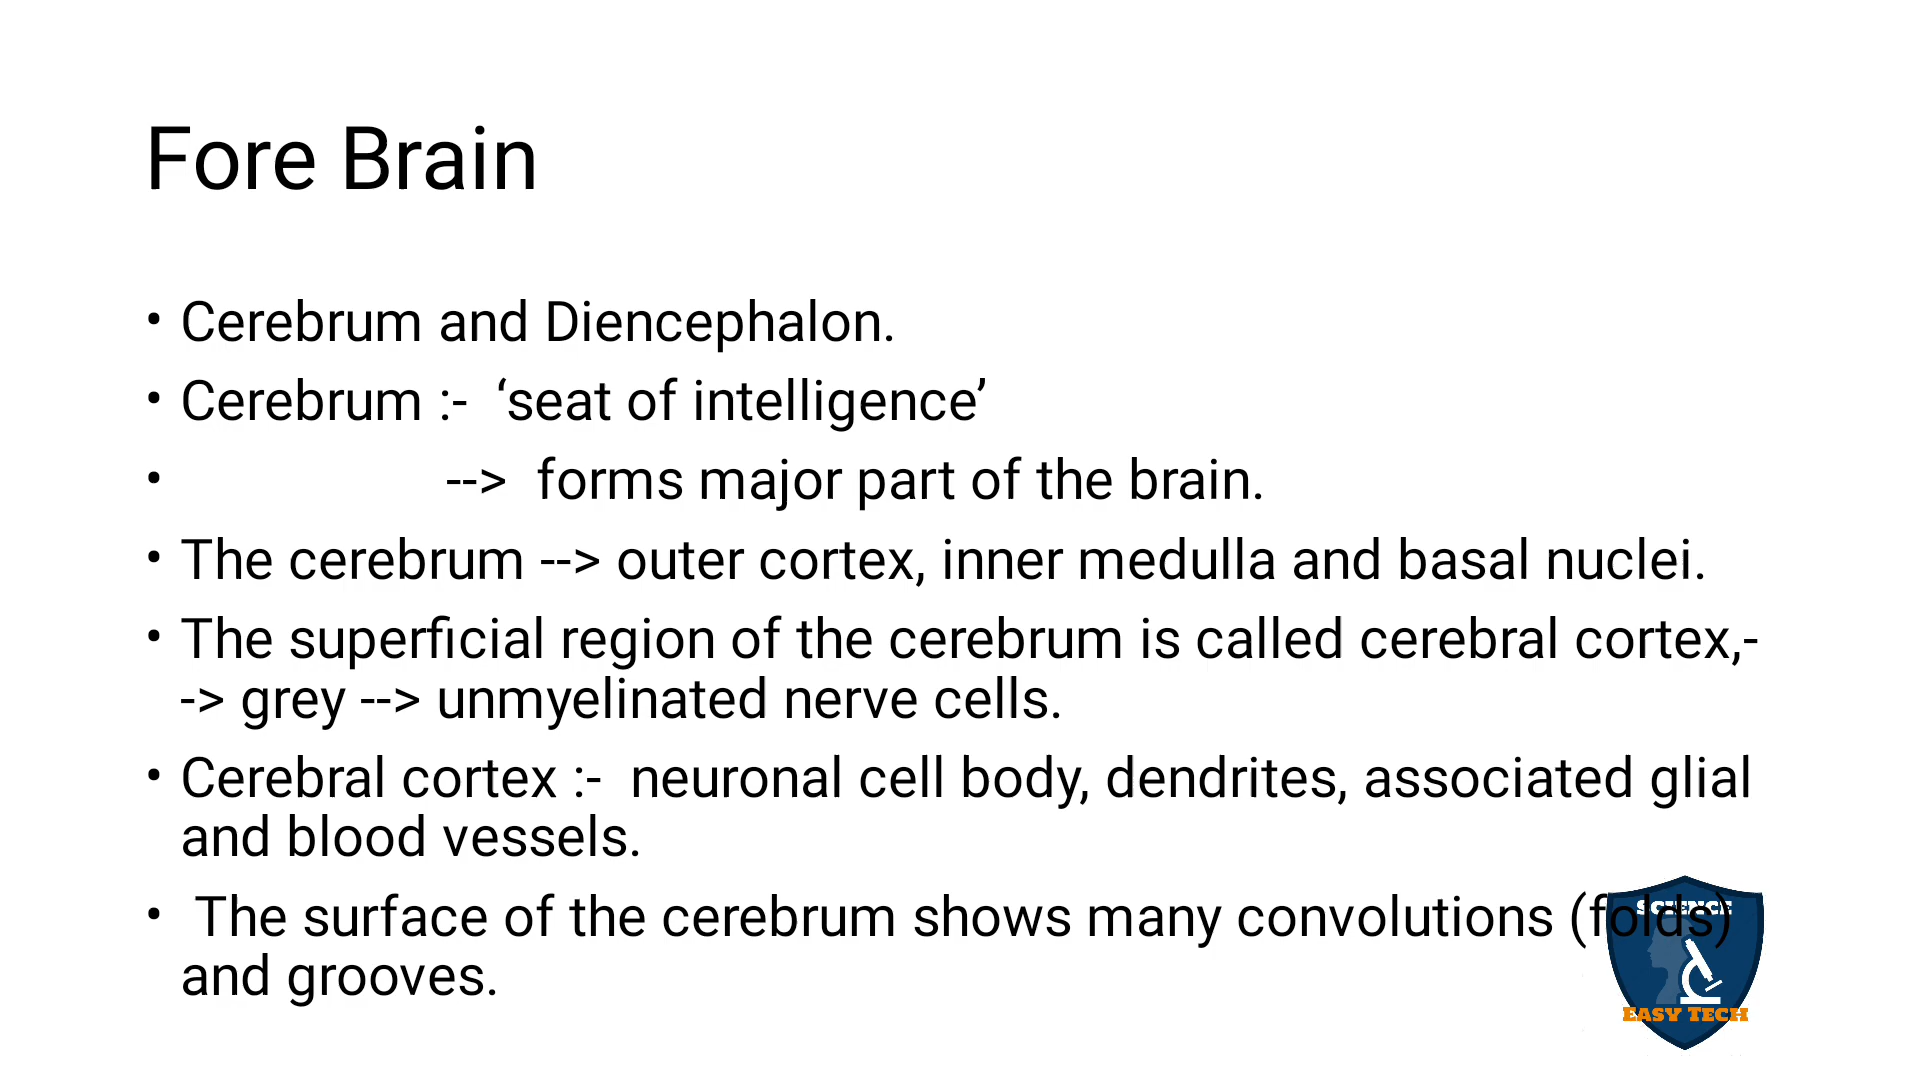 Fore Brain
• Cerebrum and Diencephalon.
• Cerebrum :-  ‘seat of intelligence’
• -->  forms major part of the brain.
• The cerebrum --> outer cortex, inner medulla and basal nuclei.
• The superficial region of the cerebrum is called cerebral cortex,-
-> grey --> unmyelinated nerve cells.
• Cerebral cortex :-  neuronal cell body, dendrites, associated glial
and blood vessels.
• The surface of the cerebrum shows many convolutions (folds)
and grooves.
SCIENCE
EASY TECH